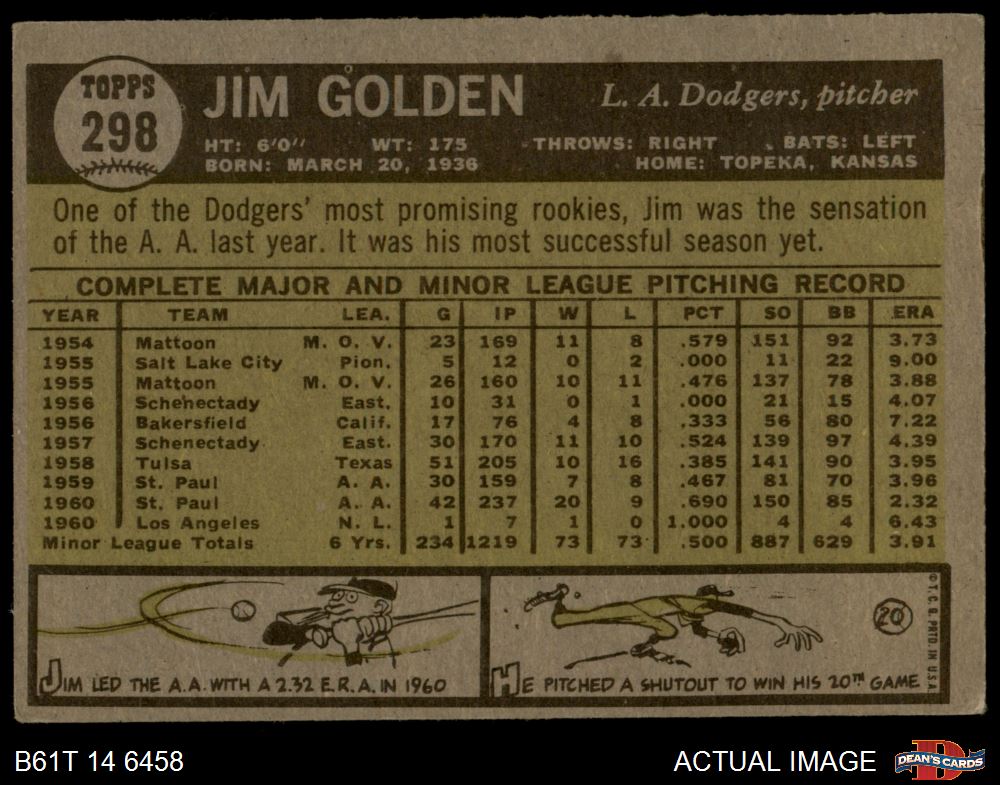 TOPPS
298
JIM GOLDEN L. A. Dodgers, pitcher
HT: 6'0" WT: 175 THROWS: RIGHT BATS: LEFT
BORN: MARCH 20, 1936 HOME: TOPEKA, KANSAS
One of the Dodgers' most promising rookies, Jim was the sensation
of the A. A. last year. It was his most successful season yet.
COMPLETE MAJOR AND MINOR LEAGUE PITCHING RECORD
YEAR TEAM LEA. G IP W L PCT SO BB ERA
1954 Mattoon M. O. V. 23 169 11 8 .579 151 92 3.73
1955 Salt Lake City Pion. 5 12 0 2 .000 11 22 9.00
1955 Mattoon M. O. V. 26 160 10 11 .476 137 78 3.88
1956 Schenectady East. 10 31 0 1 .000 21 15 4.07
1956 Bakersfield Calif. 17 76 4 8 .333 56 80 7.22
1957 Schenectady East. 30 170 11 10 .524 139 97 4.39
1958 Tulsa Texas 51 205 10 16 .385 141 90 3.95
1959 St. Paul A. A. 30 159 7 8 .467 81 70 3.96
1960 St. Paul A. A. 42 237 20 9 .690 150 85 2.32
1960 Los Angeles N. L. 1 7 1 0 1.000 4 4 6.43
Minor League Totals 6 Yrs. 234 1219 73 73 .500 887 629 3.91
JIM LED THE A.A. WITH A 2.32 E.R.A. IN 1960
20
HE PITCHED A SHUTOUT TO WIN HIS 20TH GAME
© T. C. G. PRTD. IN U.S.A.
B61T 14 6458 ACTUAL IMAGE
DEAN'S CARDS